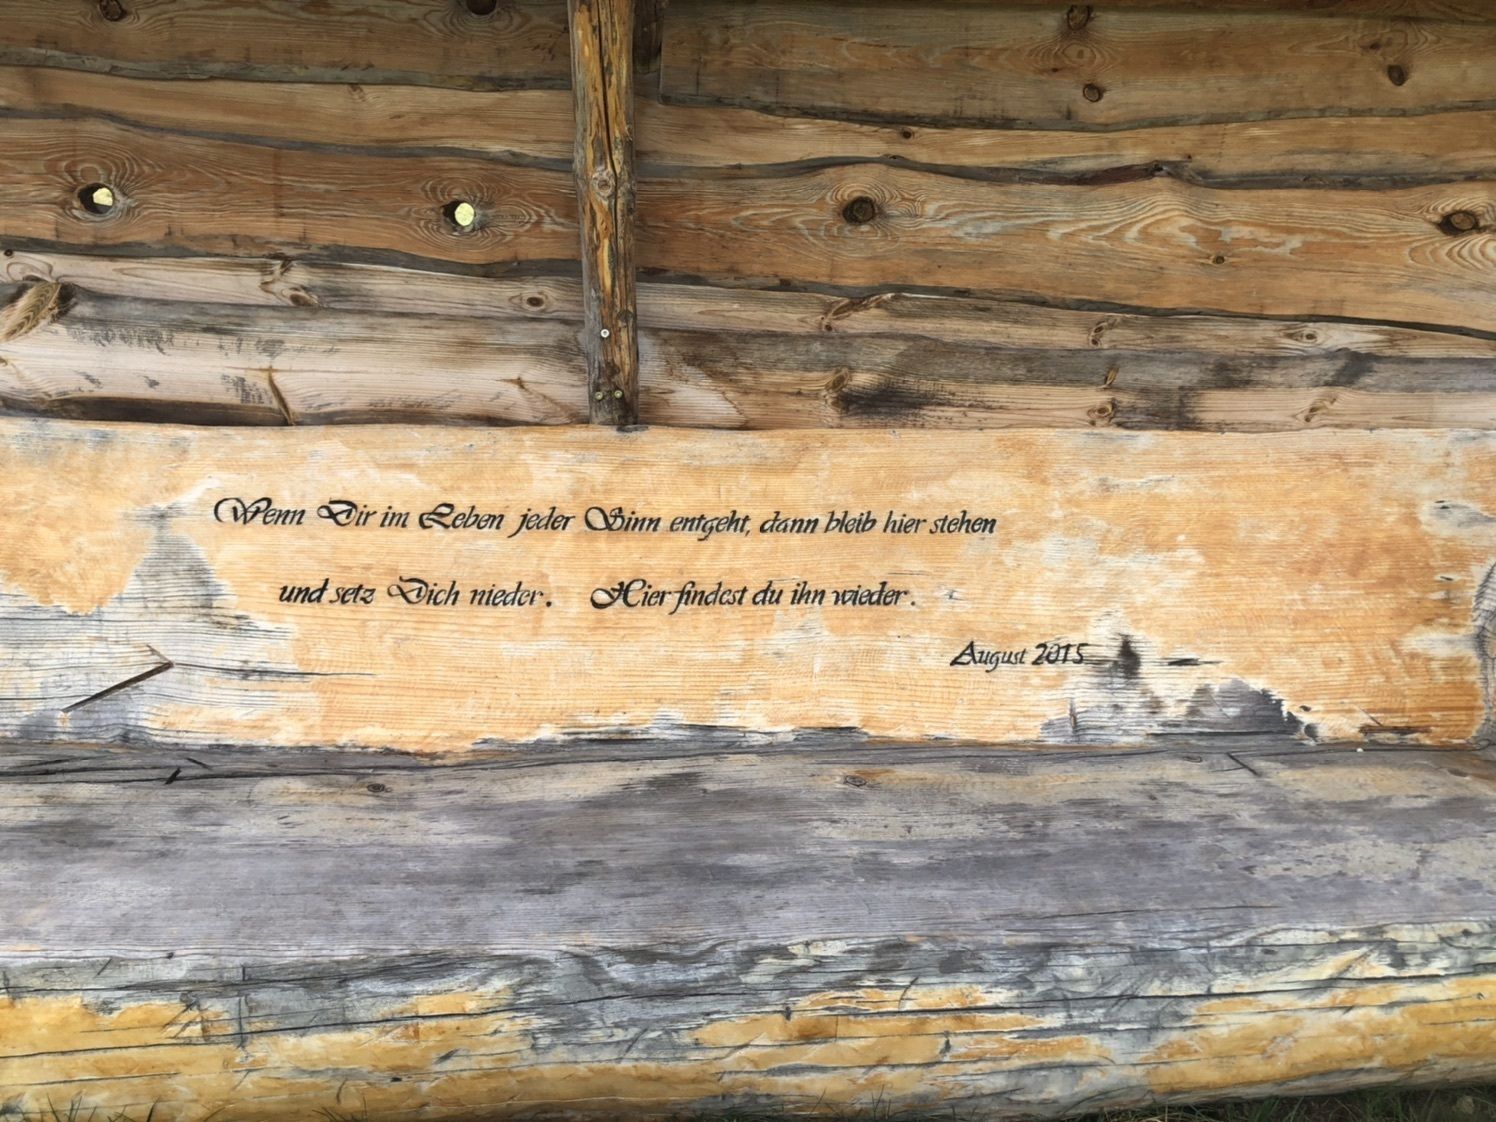 Wenn Dir im Leben jeder Sinn entgeht, dann bleib hier stehen
und setz Dich nieder. Hier findest du ihn wieder.
August 2015